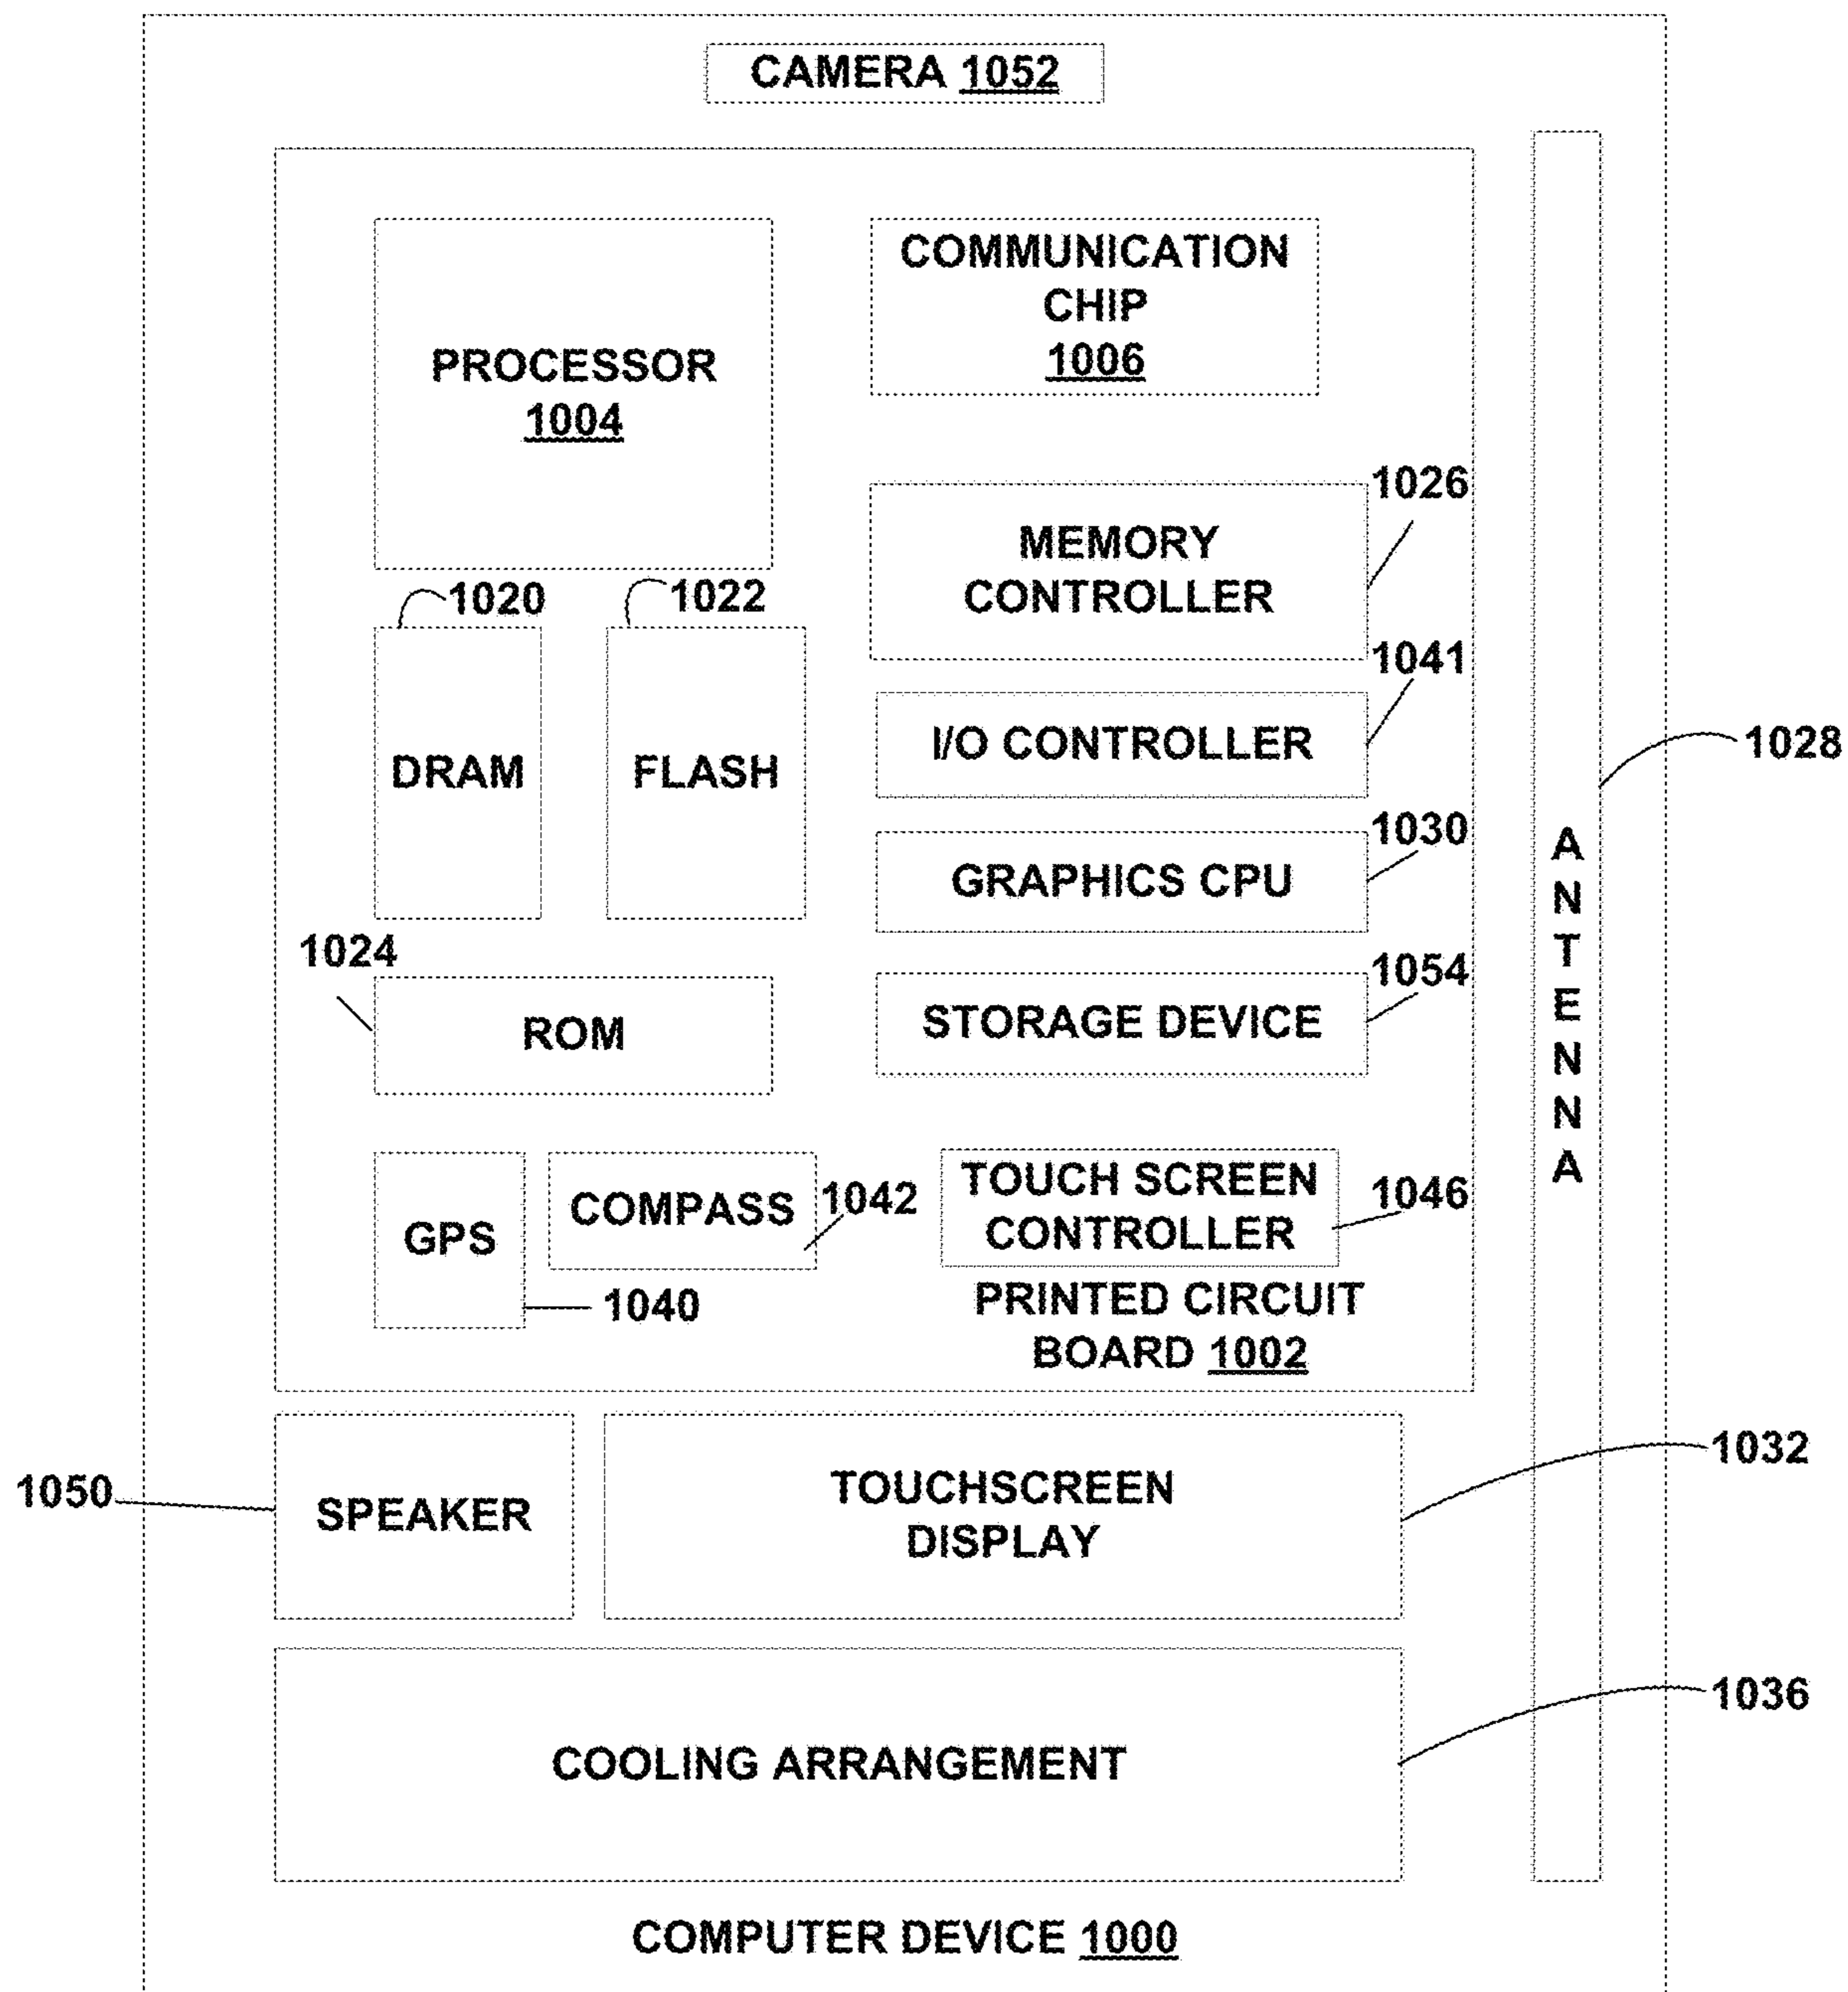 CAMERA 1052
PROCESSOR
1004
COMMUNICATION
CHIP
1006
1026
MEMORY
CONTROLLER
1020
1022
DRAM
FLASH
1041
I/O CONTROLLER
1030
GRAPHICS CPU
1024
ROM
1054
STORAGE DEVICE
GPS
1040
COMPASS
1042
TOUCH SCREEN
CONTROLLER
1046
PRINTED CIRCUIT
BOARD 1002
ANTENNA
1028
1050
SPEAKER
TOUCHSCREEN
DISPLAY
1032
COOLING ARRANGEMENT
1036
COMPUTER DEVICE 1000